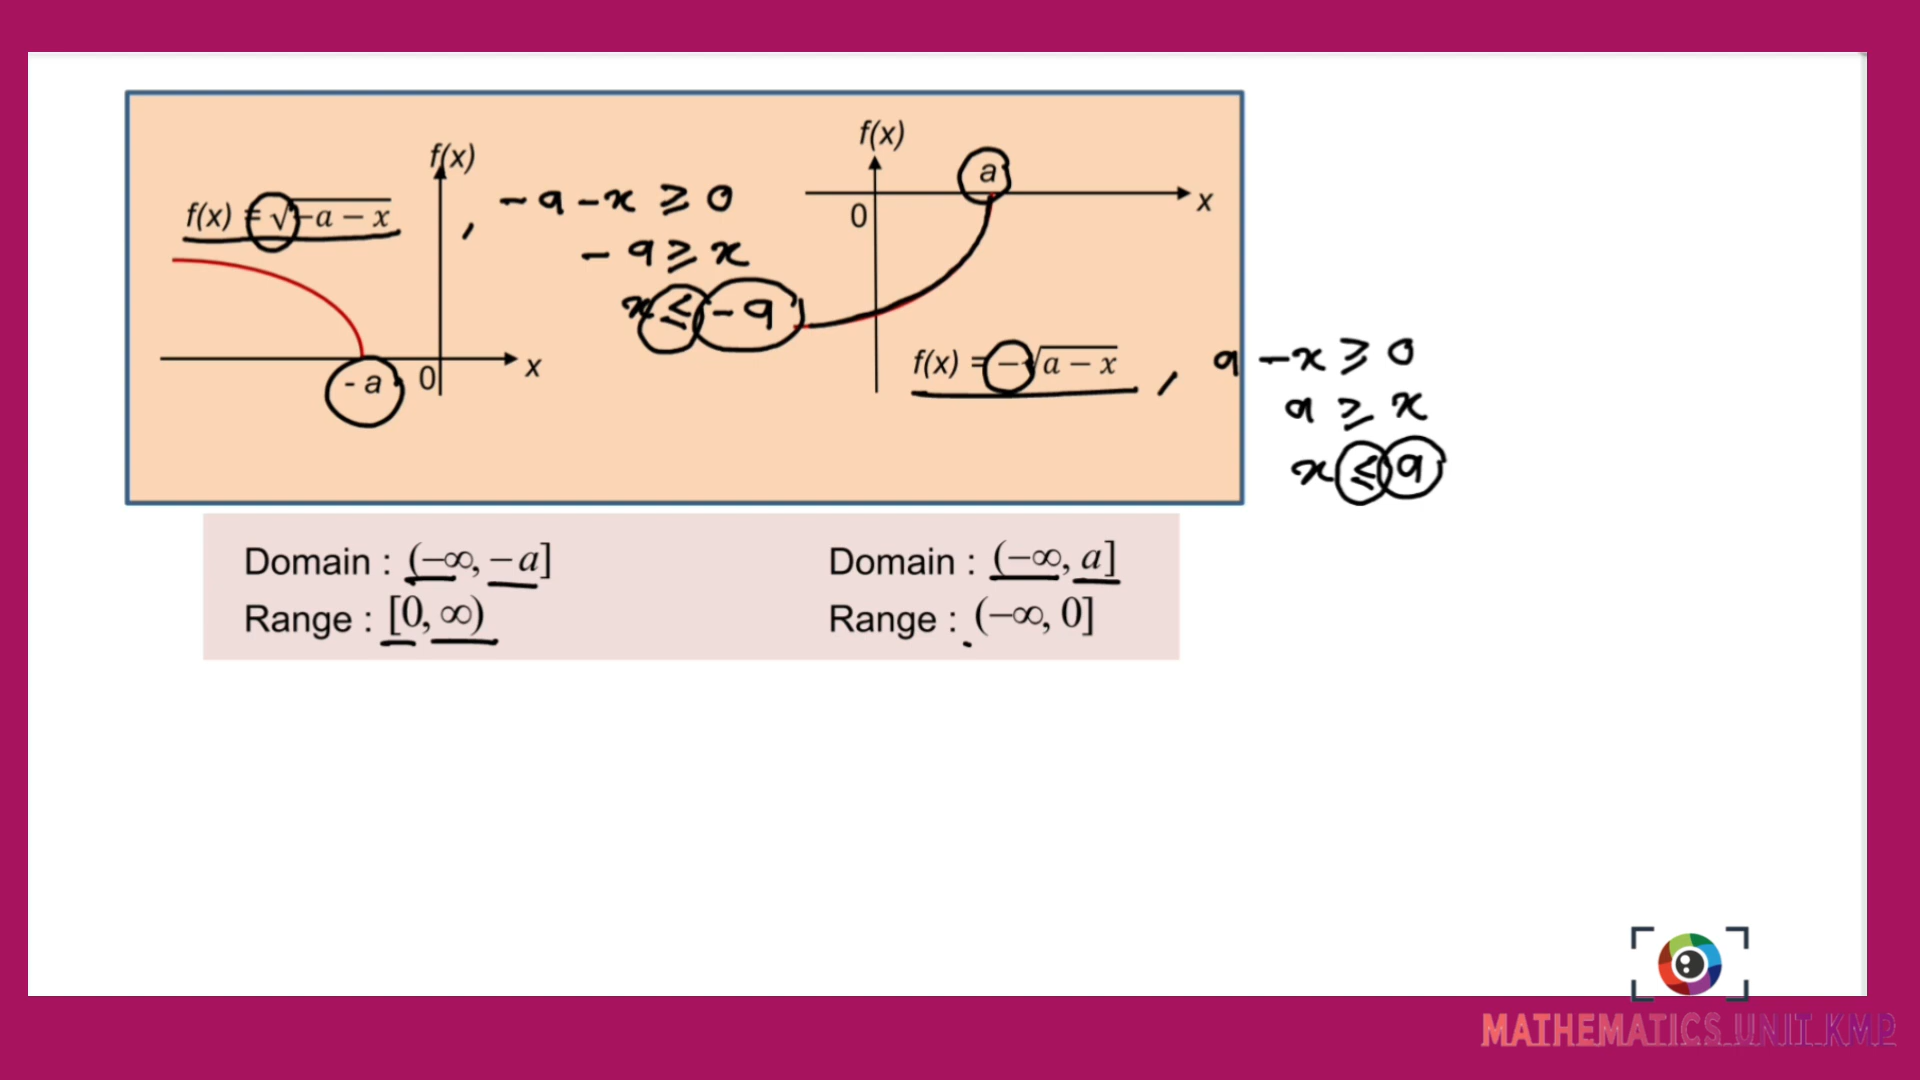 f(x)
f(x) = √−a − x
, - a - x ≥ 0
- a ≥ x
x ≤ - a
- a
0
x
f(x)
a
0
x
f(x) = −√a − x , a - x ≥ 0
a ≥ x
x ≤ a
Domain : (−∞, −a]
Range : [0, ∞)
Domain : (−∞, a]
Range : (−∞, 0]
MATHEMATICS UNIT KMP